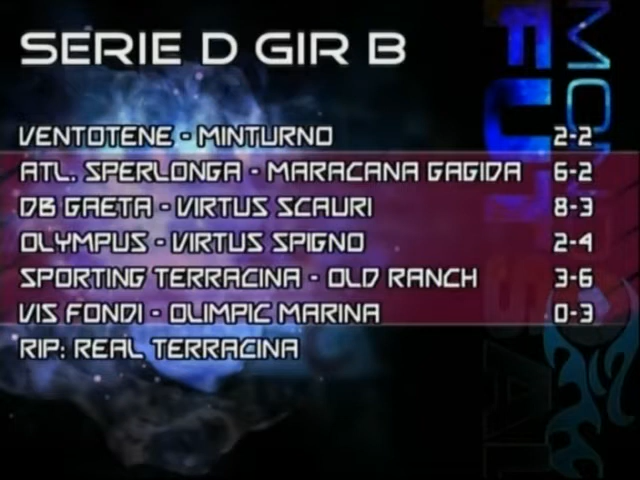 SERIE D GIR B
VENTOTENE - MINTURNO 2-2
ATL. SPERLONGA - MARACANA GAGIDA 6-2
DB GAETA - VIRTUS SCAURI 8-3
OLYMPUS - VIRTUS SPIGNO 2-4
SPORTING TERRACINA - OLD RANCH 3-6
VIS FONDI - OLIMPIC MARINA 0-3
RIP: REAL TERRACINA
MONDO
FUTSAL